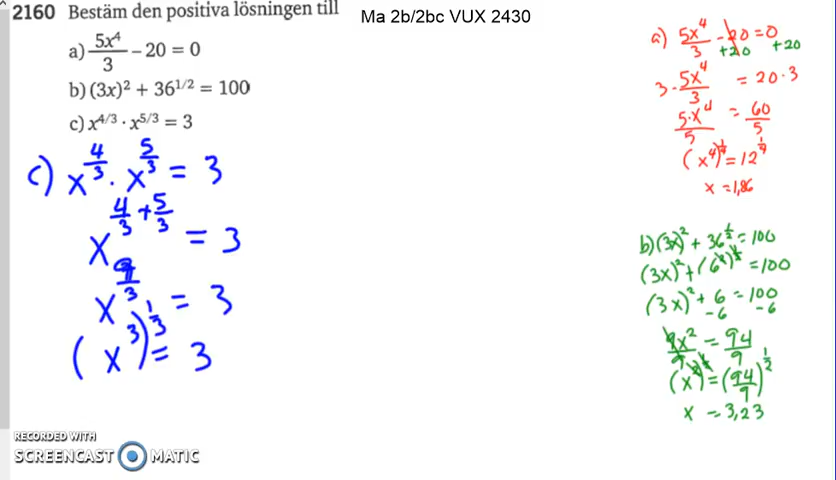 2160 Bestäm den positiva lösningen till
Ma 2b/2bc VUX 2430
a) 5x⁴/3 − 20 = 0
b) (3x)² + 36^(1/2) = 100
c) x^(4/3) · x^(5/3) = 3
c) x^(4/3) · x^(5/3) = 3
x^(4/3 + 5/3) = 3
x^(9/3) = 3
(x³)^(1/3) = 3
a) 5x⁴/3 − 20 = 0
+20 +20
3 · 5x⁴/3 = 20 · 3
5·x⁴/5 = 60/5
(x⁴)^(1/4) = 12^(1/4)
x = 1,86
b) (3x)² + 36^(1/2) = 100
(3x)² + (6²)^(1/2) = 100
(3x)² + 6 = 100
−6 −6
9x²/9 = 94/9
(x²)^(1/2) = (94/9)^(1/2)
x = 3,23
RECORDED WITH
SCREENCAST MATIC